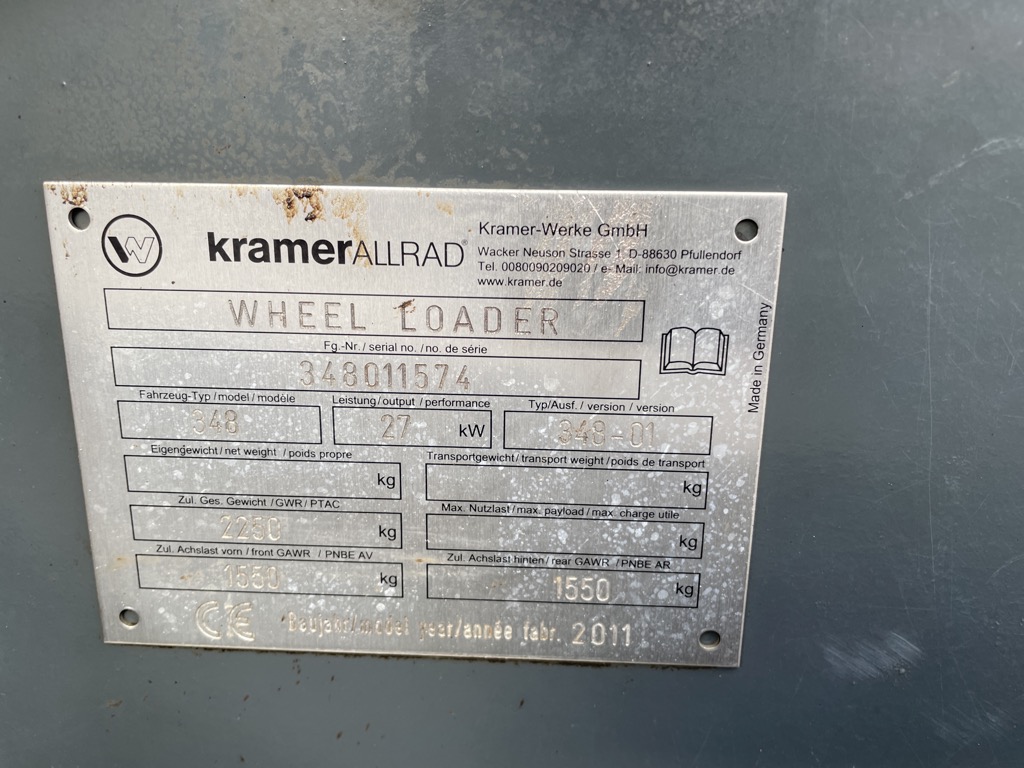 W
kramerALLRAD®
Kramer-Werke GmbH
Wacker Neuson Strasse 1, D-88630 Pfullendorf
Tel. 0080090209020 / e- Mail: info@kramer.de
www.kramer.de
WHEEL LOADER
Fg.-Nr. / serial no. / no. de série
348011574
Fahrzeug-Typ / model / modèle
348
Leistung / output / performance
27 kW
Typ/Ausf. / version / version
348-01
Eigengewicht / net weight / poids propre
kg
Transportgewicht / transport weight / poids de transport
kg
Zul. Ges. Gewicht / GWR / PTAC
2250 kg
Max. Nutzlast / max. payload / max. charge utile
kg
Zul. Achslast vorn / front GAWR / PNBE AV
1550 kg
Zul. Achslast hinten / rear GAWR / PNBE AR
1550 kg
CE Baujahr/model year/année fabr. 2011
Made in Germany